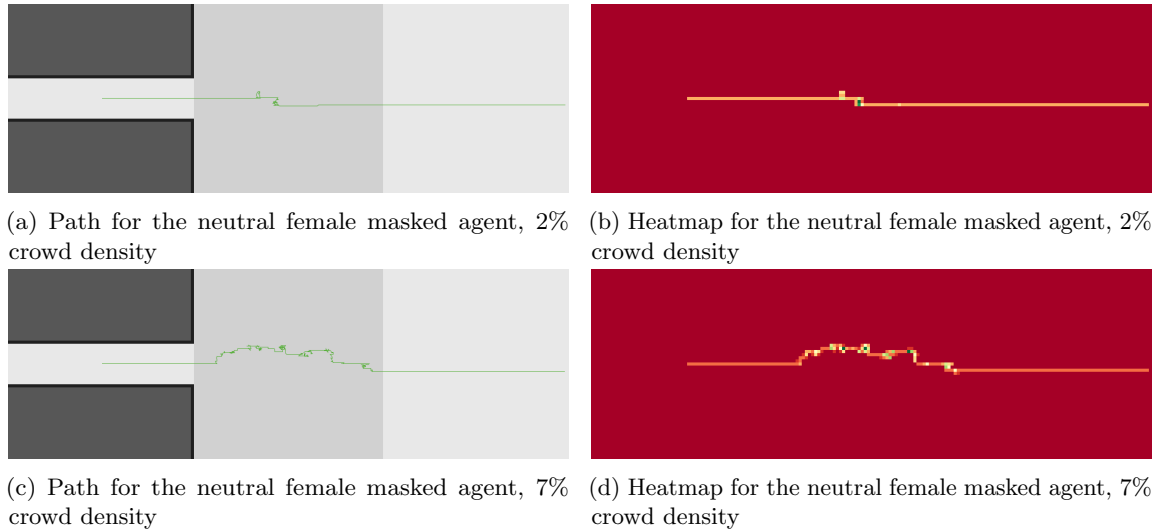 (a) Path for the neutral female masked agent, 2%
crowd density
(b) Heatmap for the neutral female masked agent, 2%
crowd density
(c) Path for the neutral female masked agent, 7%
crowd density
(d) Heatmap for the neutral female masked agent, 7%
crowd density